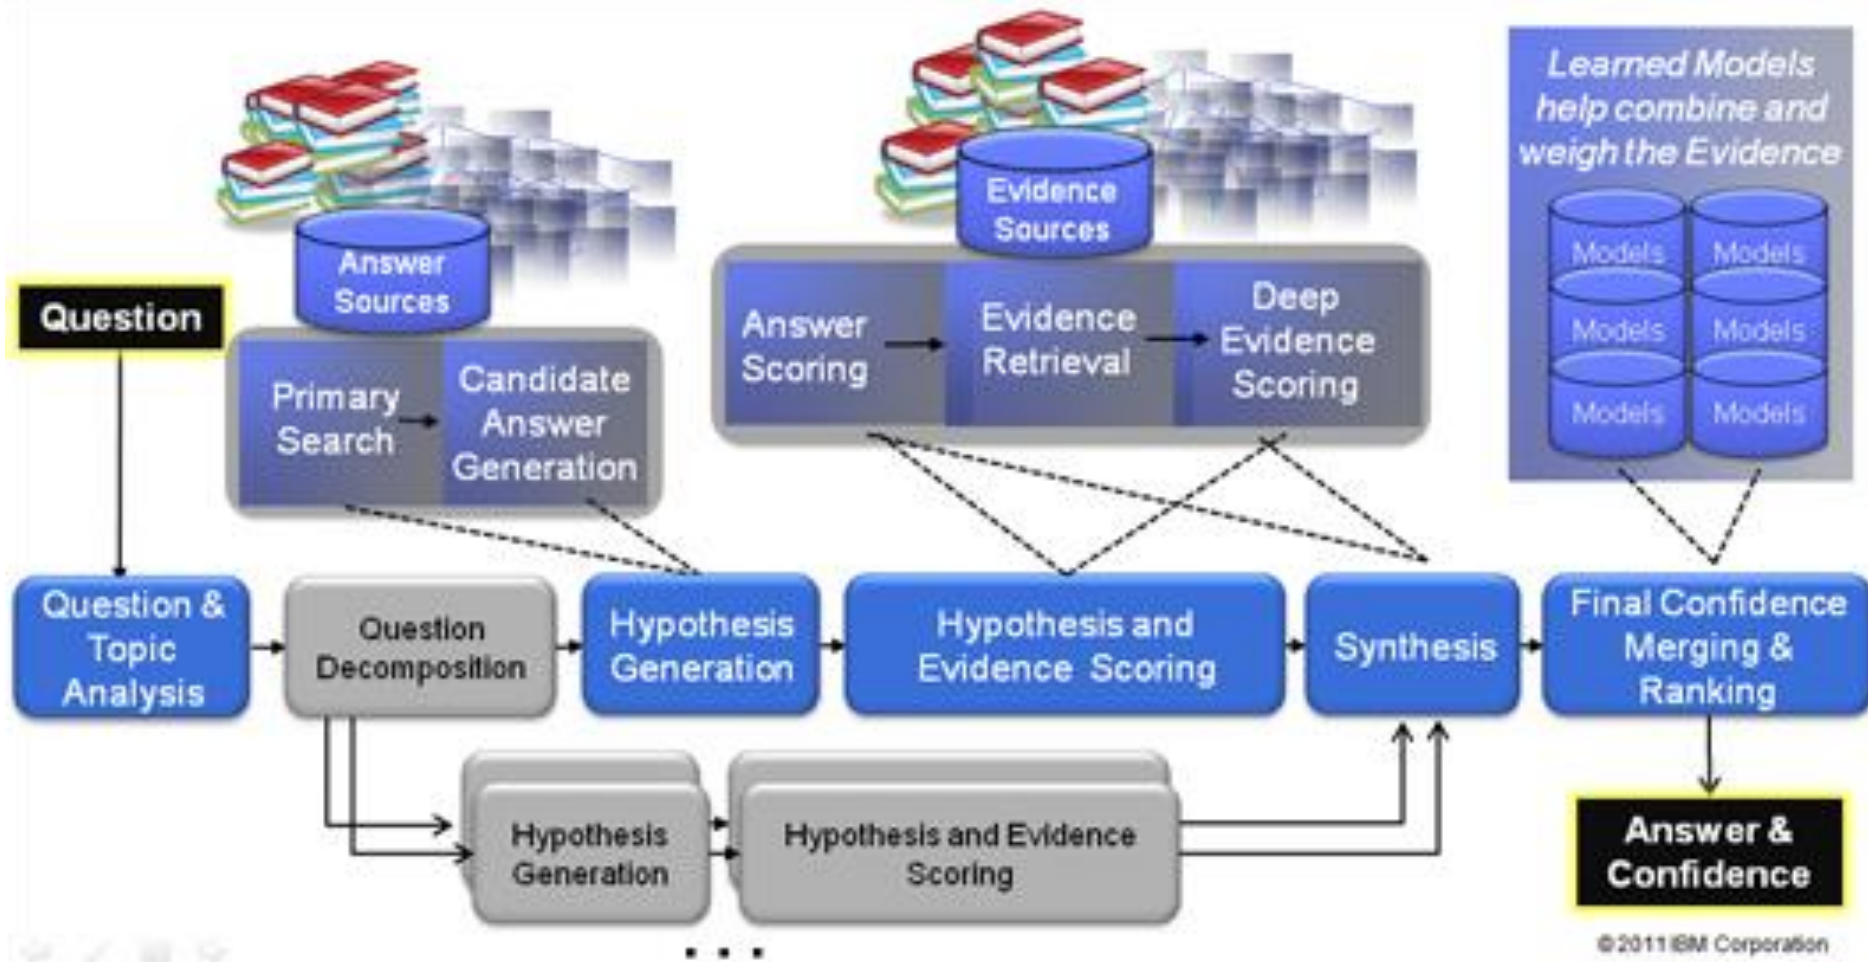 Learned Models
help combine and
weigh the Evidence
Models
Models
Models
Models
Models
Models
Evidence
Sources
Answer
Sources
Question
Primary
Search
Candidate
Answer
Generation
Answer
Scoring
Evidence
Retrieval
Deep
Evidence
Scoring
Question &
Topic
Analysis
Question
Decomposition
Hypothesis
Generation
Hypothesis and
Evidence Scoring
Synthesis
Final Confidence
Merging &
Ranking
Hypothesis
Generation
Hypothesis and Evidence
Scoring
Answer &
Confidence
. . .
©2011 IBM Corporation